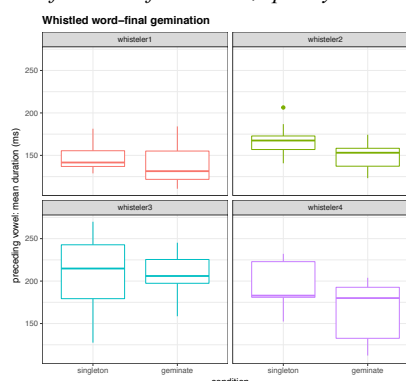 Whistled word−final gemination
whisteler1
whisteler2
250
200
150
whisteler3
whisteler4
250
200
150
singleton
geminate
singleton
geminate
preceding vowel: mean duration (ms)